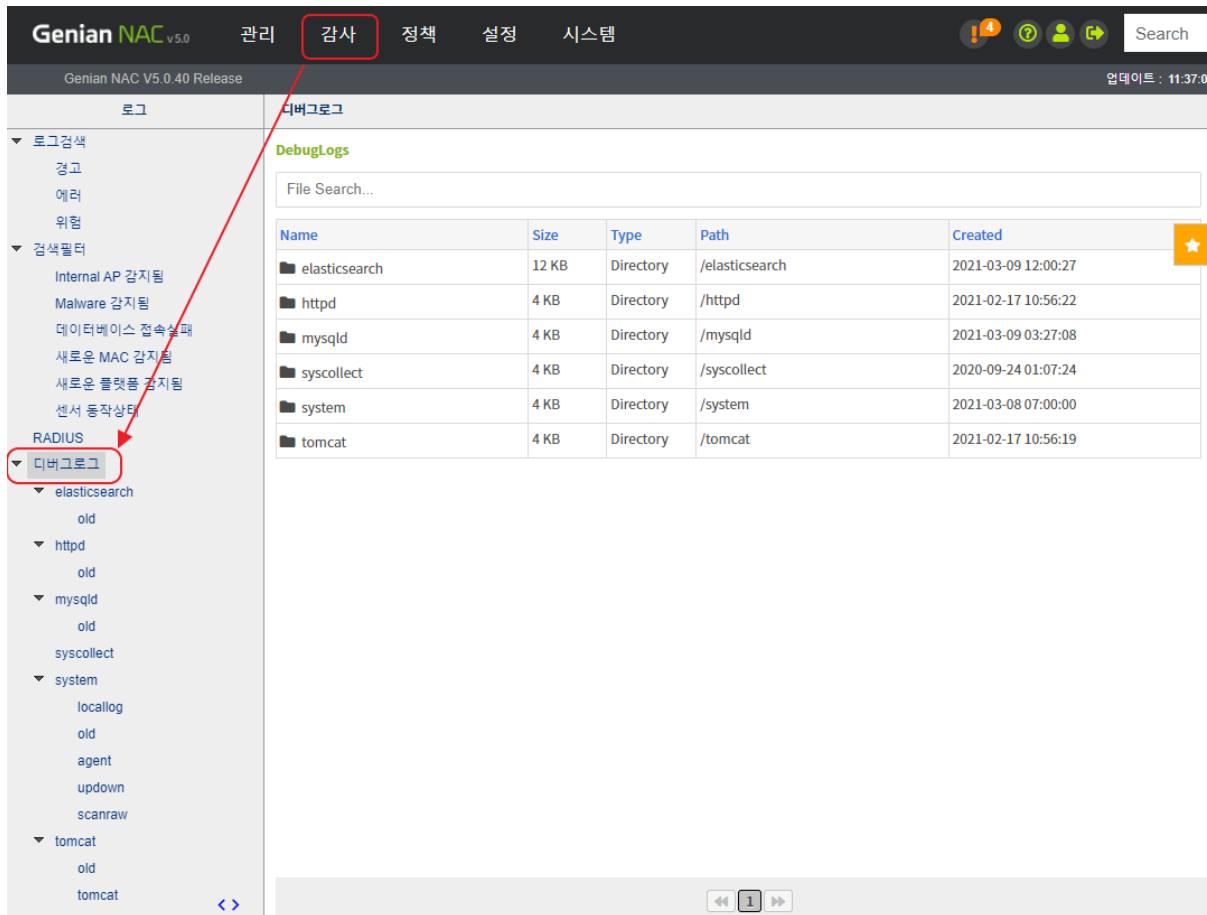 Genian NAC v5.0 관리 감사 정책 설정 시스템 4 Search
Genian NAC V5.0.40 Release 업데이트 : 11:37:0
로그
디버그로그
로그검색
경고
에러
위험
검색필터
Internal AP 감지됨
Malware 감지됨
데이터베이스 접속실패
새로운 MAC 감지됨
새로운 플랫폼 감지됨
센서 동작상태
RADIUS
디버그로그
elasticsearch
old
httpd
old
mysqld
old
syscollect
system
locallog
old
agent
updown
scanraw
tomcat
old
tomcat
DebugLogs
File Search...
Name Size Type Path Created
elasticsearch 12 KB Directory /elasticsearch 2021-03-09 12:00:27
httpd 4 KB Directory /httpd 2021-02-17 10:56:22
mysqld 4 KB Directory /mysqld 2021-03-09 03:27:08
syscollect 4 KB Directory /syscollect 2020-09-24 01:07:24
system 4 KB Directory /system 2021-03-08 07:00:00
tomcat 4 KB Directory /tomcat 2021-02-17 10:56:19
1